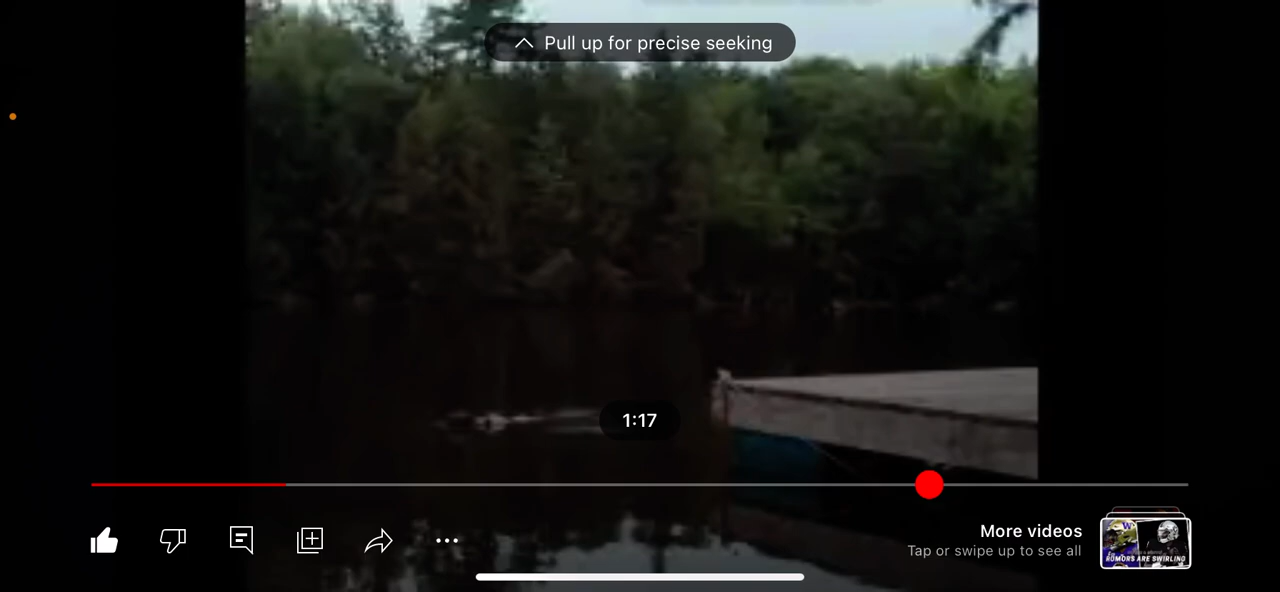 Pull up for precise seeking
1:17
More videos
Tap or swipe up to see all
W
RUMORS ARE SWIRLING